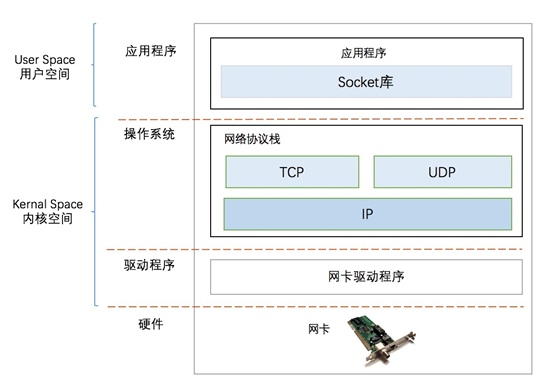 User Space
用户空间
应用程序
应用程序
Socket库
操作系统
网络协议栈
TCP
UDP
IP
Kernal Space
内核空间
驱动程序
网卡驱动程序
硬件
网卡